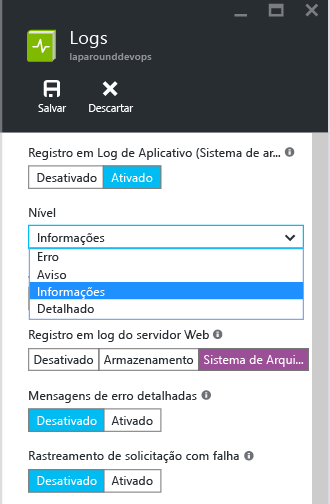 Logs
laparounddevops
Salvar Descartar
Registro em Log de Aplicativo (Sistema de ar...
Desativado Ativado
Nível
Informações
Erro
Aviso
Informações
Detalhado
Registro em log do servidor Web
Desativado Armazenamento Sistema de Arqui...
Mensagens de erro detalhadas
Desativado Ativado
Rastreamento de solicitação com falha
Desativado Ativado